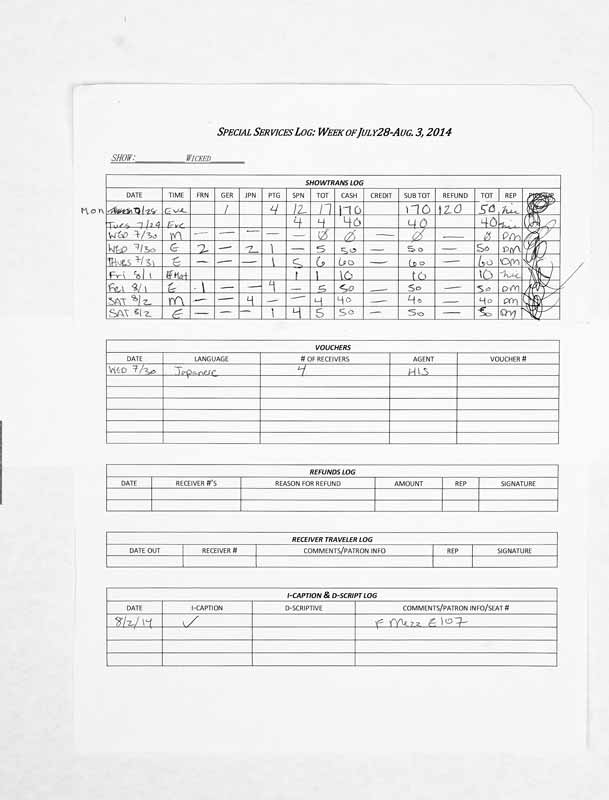 SPECIAL SERVICES LOG: WEEK OF JULY28-AUG. 3, 2014
SHOW: WICKED
SHOWTRANS LOG
DATE TIME FRN GER JPN PTG SPN TOT CASH CREDIT SUB TOT REFUND TOT REP
Mon 7/28 Eve 1 4 12 17 170 170 120 50
Tues 7/29 Eve 4 4 40 40 40
WED 7/30 M — — — — — Ø Ø — Ø — Ø DM
WED 7/30 E 2 — 2 1 — 5 50 — 50 — 50 DM
THURS 7/31 E — — — 1 5 6 60 — 60 — 60 DM
Fri 8/1 Mat 1 1 10 10 10
FRI 8/1 E 1 — — 4 — 5 50 — 50 — 50 DM
SAT 8/2 M — — 4 — — 4 40 — 40 — 40 DM
SAT 8/2 E — — — 1 4 5 50 — 50 — 50 DM
VOUCHERS
DATE LANGUAGE # OF RECEIVERS AGENT VOUCHER #
WED 7/30 Japanese 4 HIS
REFUNDS LOG
DATE RECEIVER #'S REASON FOR REFUND AMOUNT REP SIGNATURE
RECEIVER TRAVELER LOG
DATE OUT RECEIVER # COMMENTS/PATRON INFO REP SIGNATURE
I-CAPTION & D-SCRIPT LOG
DATE I-CAPTION D-SCRIPTIVE COMMENTS/PATRON INFO/SEAT #
8/2/14 ✓ F Mezz E107